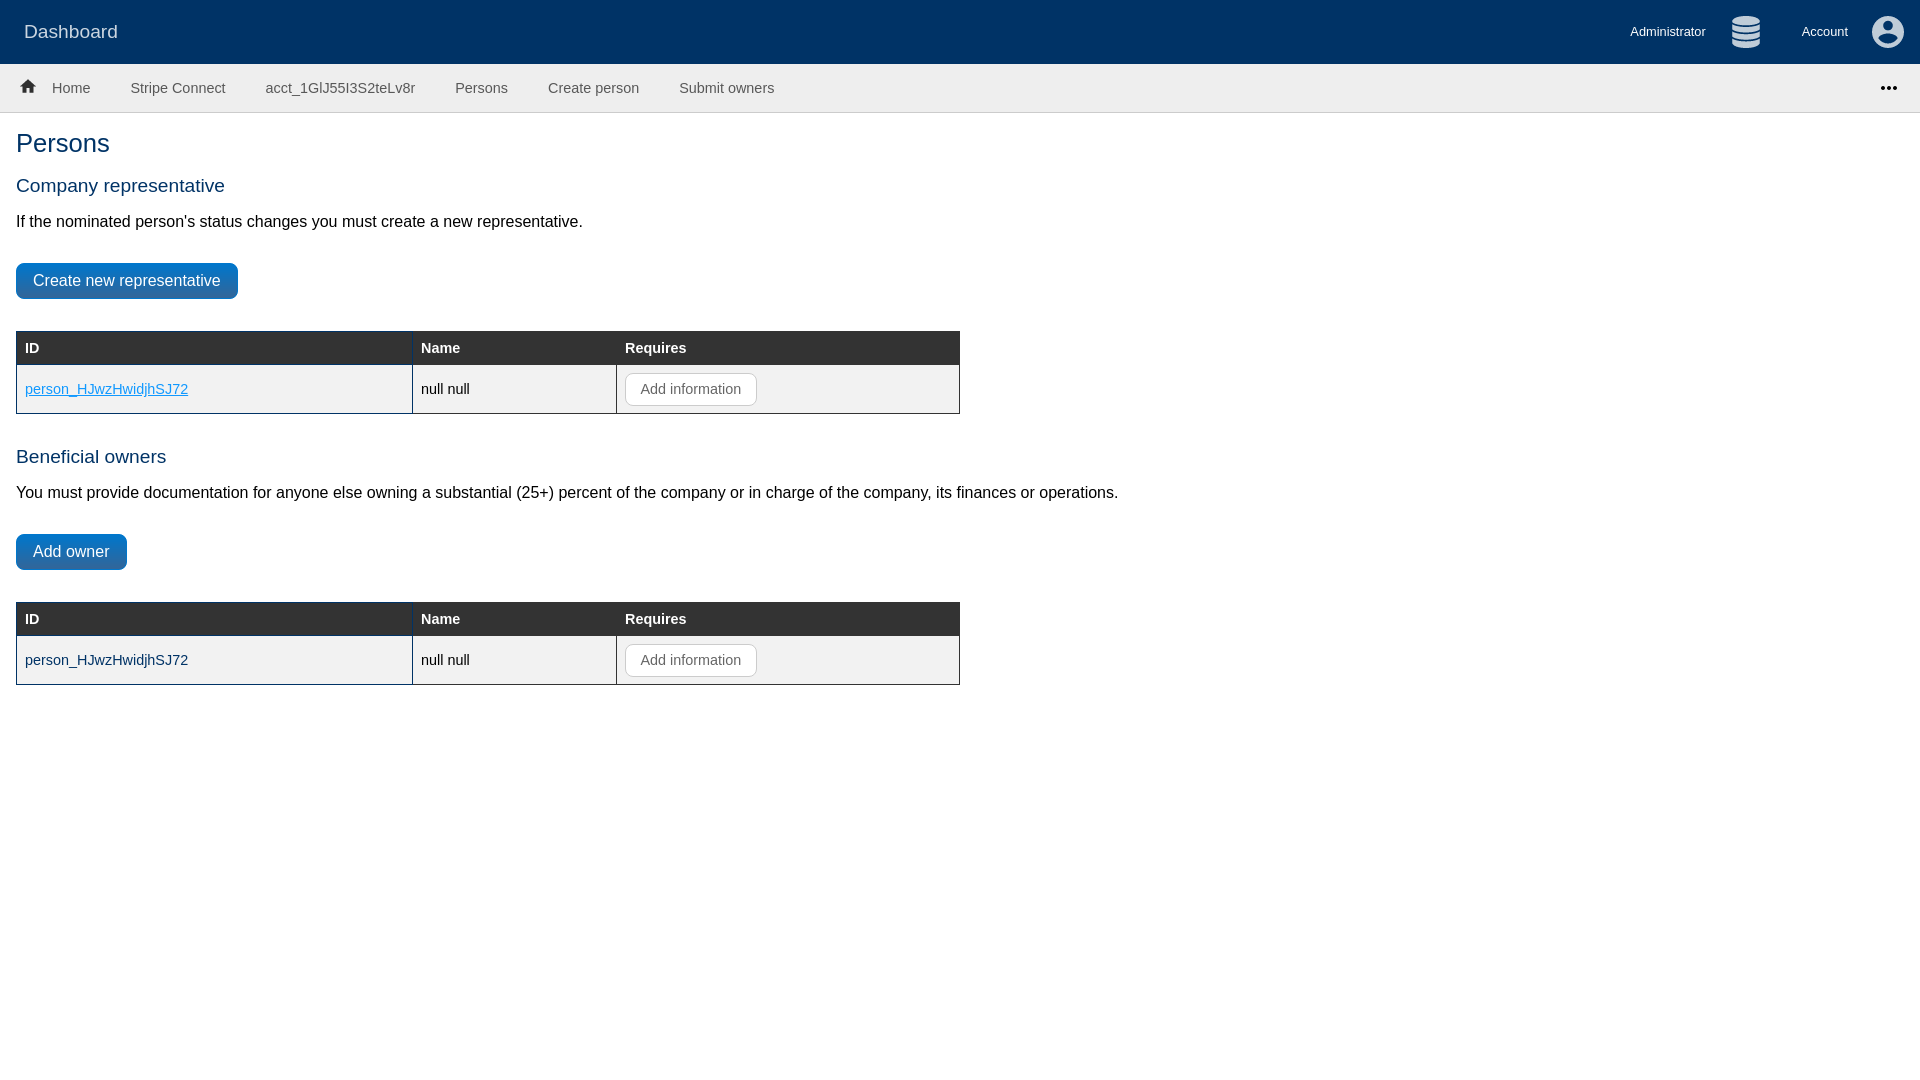 Dashboard
Administrator
Account
Home
Stripe Connect
acct_1GlJ55I3S2teLv8r
Persons
Create person
Submit owners
Persons
Company representative
If the nominated person's status changes you must create a new representative.
Create new representative
ID Name Requires
person_HJwzHwidjhSJ72 null null Add information
Beneficial owners
You must provide documentation for anyone else owning a substantial (25+) percent of the company or in charge of the company, its finances or operations.
Add owner
ID Name Requires
person_HJwzHwidjhSJ72 null null Add information